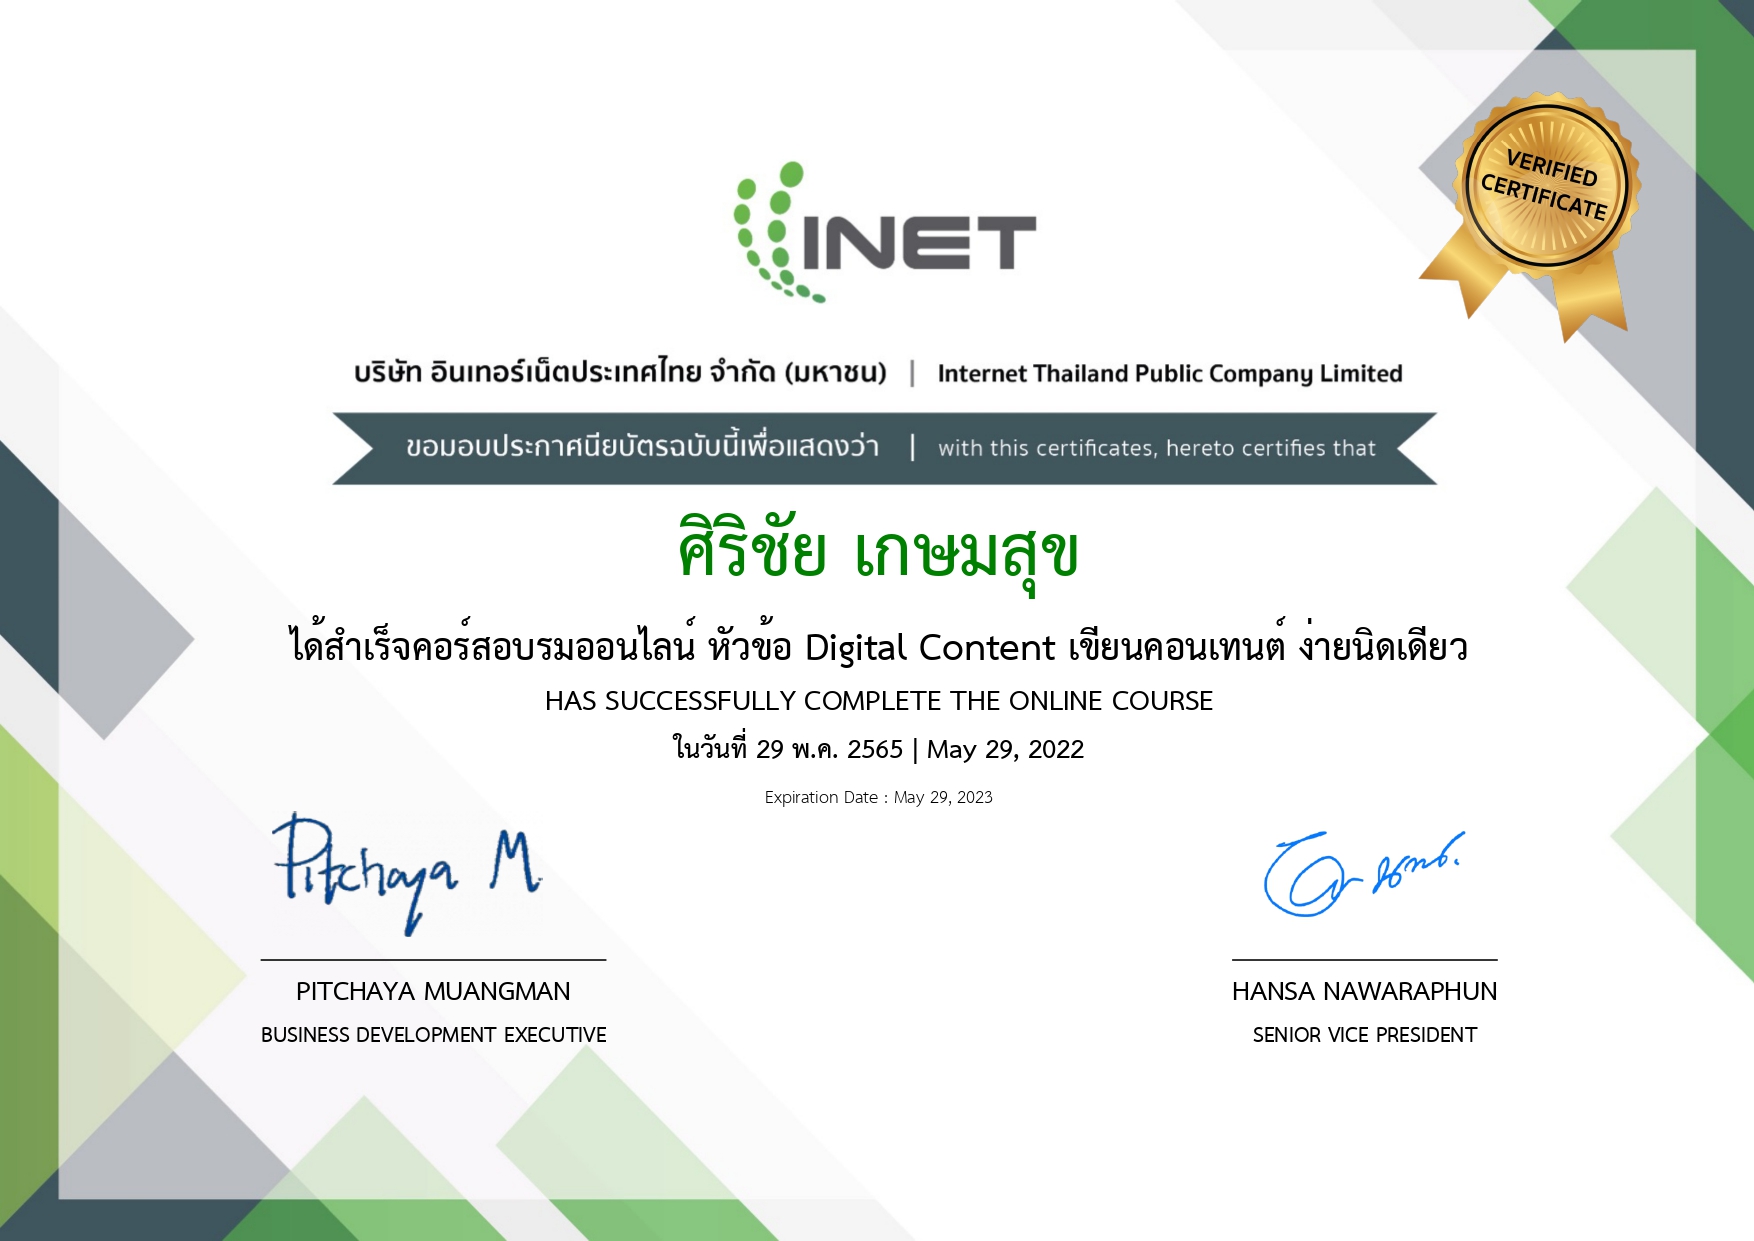 VERIFIED
CERTIFICATE
INET
บริษัท อินเทอร์เน็ตประเทศไทย จำกัด (มหาชน) | Internet Thailand Public Company Limited
ขอมอบประกาศนียบัตรฉบับนี้เพื่อแสดงว่า | with this certificates, hereto certifies that
ศิริชัย เกษมสุข
ได้สำเร็จคอร์สอบรมออนไลน์ หัวข้อ Digital Content เขียนคอนเทนต์ ง่ายนิดเดียว
HAS SUCCESSFULLY COMPLETE THE ONLINE COURSE
ในวันที่ 29 พ.ค. 2565 | May 29, 2022
Expiration Date : May 29, 2023
Pitchaya M.
PITCHAYA MUANGMAN
BUSINESS DEVELOPMENT EXECUTIVE
HANSA NAWARAPHUN
SENIOR VICE PRESIDENT